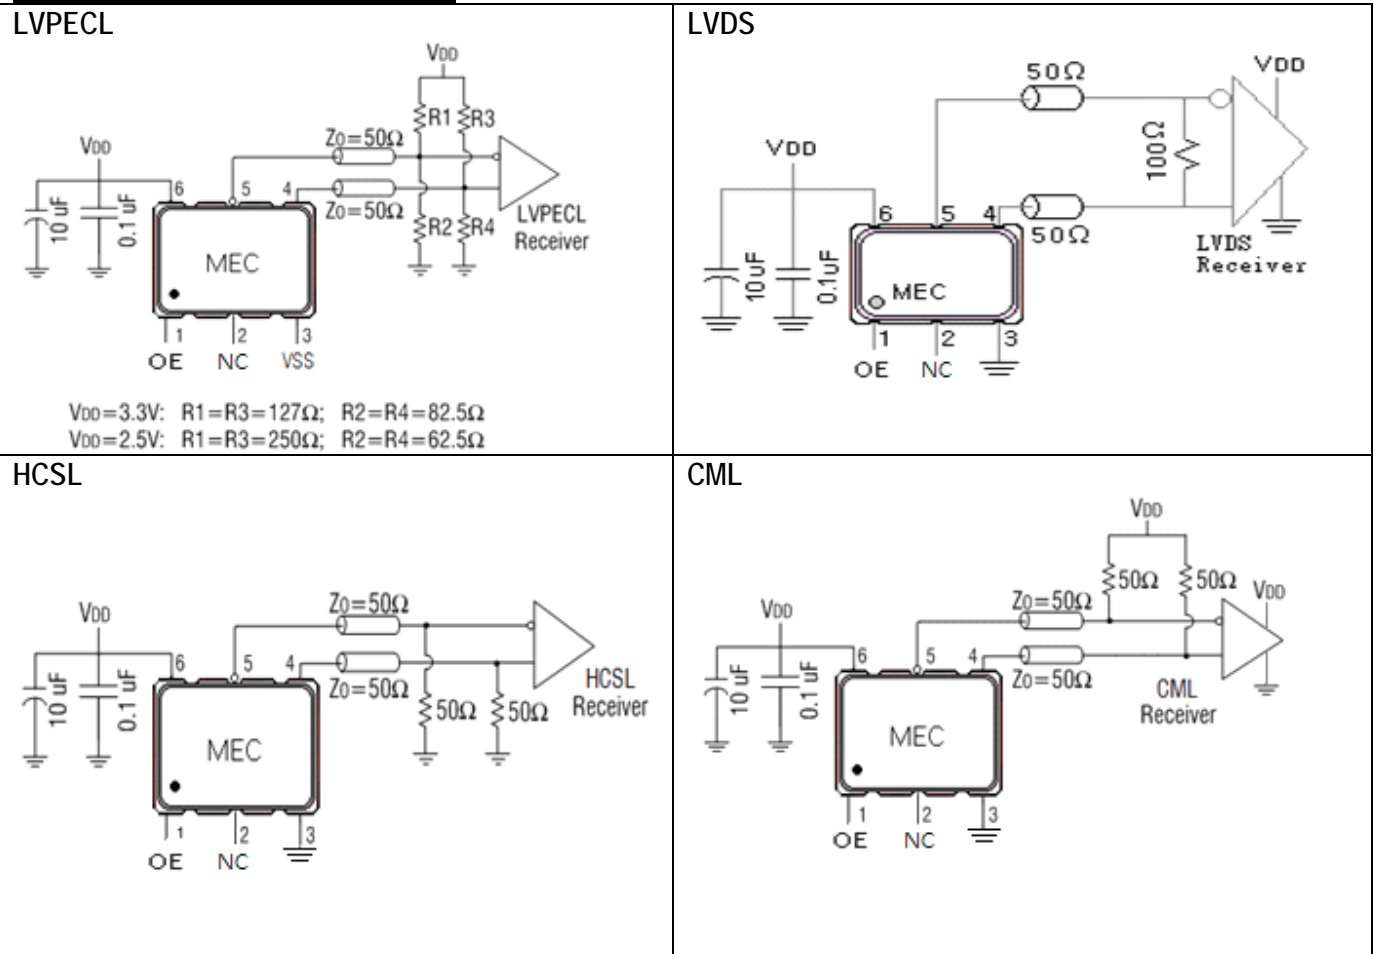 LVPECL
VDD
R1
R3
Z0=50Ω
VDD
6
5
4
Z0=50Ω
10 uF
0.1 uF
R2
R4
LVPECL
Receiver
MEC
1
2
3
OE
NC
VSS
VDD=3.3V: R1=R3=127Ω; R2=R4=82.5Ω
VDD=2.5V: R1=R3=250Ω; R2=R4=62.5Ω
LVDS
50Ω
VDD
100Ω
VDD
6
5
4
50Ω
10uF
0.1uF
LVDS
Receiver
MEC
1
2
3
OE
NC
HCSL
Z0=50Ω
VDD
6
5
4
Z0=50Ω
10 uF
0.1 uF
50Ω
50Ω
HCSL
Receiver
MEC
1
2
3
OE
NC
CML
VDD
50Ω
50Ω
VDD
Z0=50Ω
VDD
6
5
4
Z0=50Ω
10 uF
0.1 uF
CML
Receiver
MEC
1
2
3
OE
NC